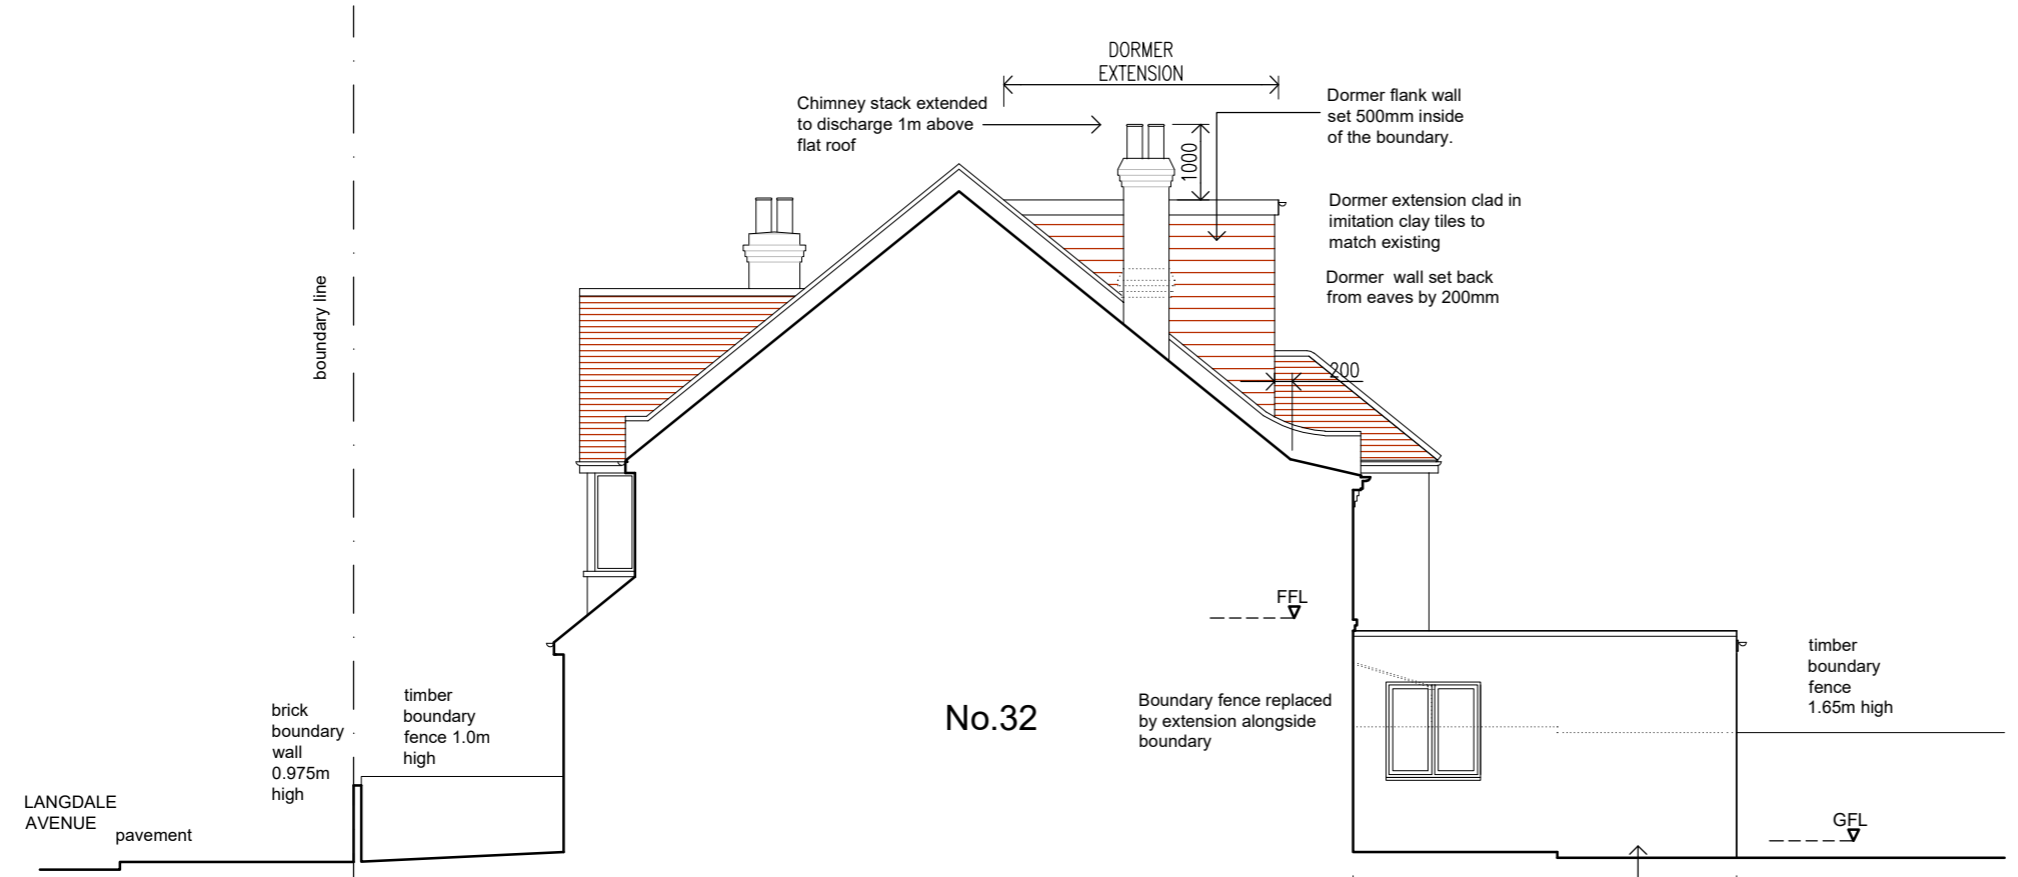 DORMER
EXTENSION
Chimney stack extended
to discharge 1m above
flat roof
Dormer flank wall
set 500mm inside
of the boundary.
1000
Dormer extension clad in
imitation clay tiles to
match existing
Dormer wall set back
from eaves by 200mm
boundary line
200
FFL
timber
boundary
fence
1.65m high
timber
boundary
fence 1.0m
high
brick
boundary
wall
0.975m
high
No.32
Boundary fence replaced
by extension alongside
boundary
LANGDALE
AVENUE
pavement
GFL